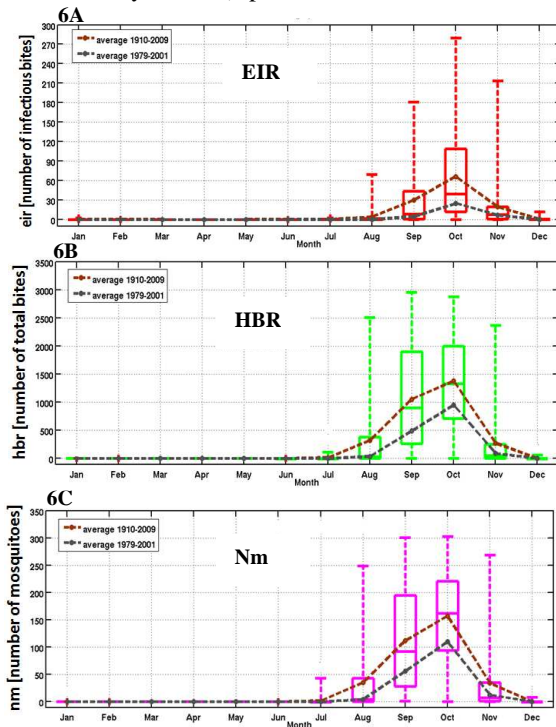 6A
average 1910-2009
average 1979-2001
EIR
eir [number of infectious bites]
300
270
240
210
180
150
120
90
60
30
0
Jan Feb Mar Apr May Jun Jul Aug Sep Oct Nov Dec
Month
6B
average 1910-2009
average 1979-2001
HBR
hbr [number of total bites]
3500
3000
2500
2000
1500
1000
500
0
Jan Feb Mar Apr May Jun Jul Aug Sep Oct Nov Dec
Month
6C
average 1910-2009
average 1979-2001
Nm
nm [number of mosquitoes]
350
300
250
200
150
100
50
0
Jan Feb Mar Apr May Jun Jul Aug Sep Oct Nov Dec
Month